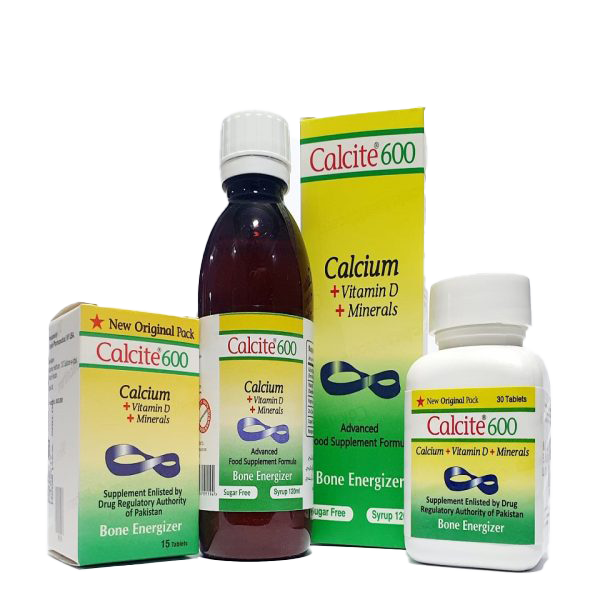 ★ New Original Pack
Calcite® 600
Calcium
+ Vitamin D
+ Minerals
Supplement Enlisted by
Drug Regulatory Authority
of Pakistan
Bone Energizer
15 Tablets
Calcite® 600
Calcium
+ Vitamin D
+ Minerals
Advanced
Food Supplement Formula
Bone Energizer
Sugar Free
Syrup 120ml
Calcite® 600
Calcium
+ Vitamin D
+ Minerals
Advanced
Food Supplement Formu
Bone Energizer
Sugar Free
Syrup 12
★ New Original Pack
30 Tablets
Calcite® 600
Calcium + Vitamin D + Minerals
Supplement Enlisted by Drug
Regulatory Authority of Pakistan
Bone Energizer